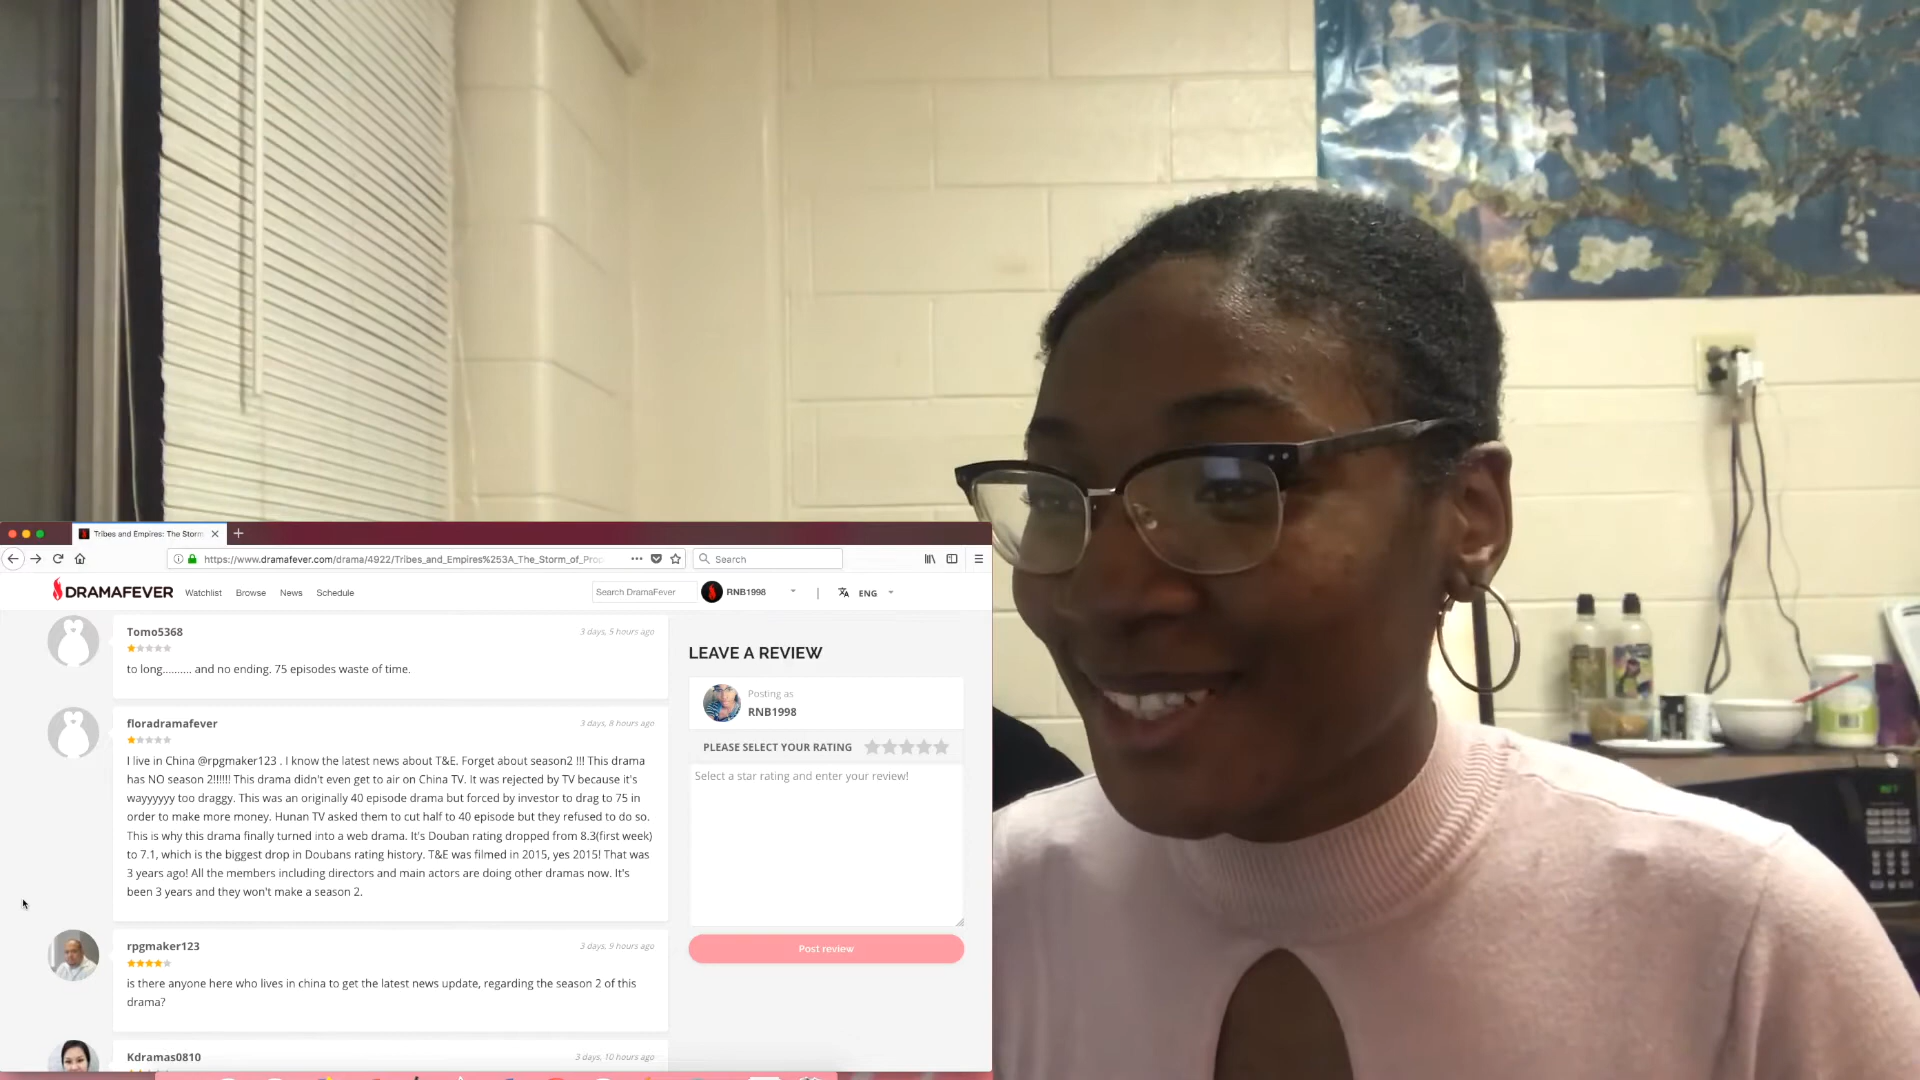 Tribes and Empires: The Storm
https://www.dramafever.com/drama/4922/Tribes_and_Empires%253A_The_Storm_of_Prop
Search
DRAMAFEVER
Watchlist
Browse
News
Schedule
Search DramaFever
RNB1998
ENG
Tomo5368
3 days, 5 hours ago
to long.......... and no ending. 75 episodes waste of time.
floradramafever
3 days, 8 hours ago
I live in China @rpgmaker123 . I know the latest news about T&E. Forget about season2 !!! This drama
has NO season 2!!!!!! This drama didn't even get to air on China TV. It was rejected by TV because it's
wayyyyyy too draggy. This was an originally 40 episode drama but forced by investor to drag to 75 in
order to make more money. Hunan TV asked them to cut half to 40 episode but they refused to do so.
This is why this drama finally turned into a web drama. It's Douban rating dropped from 8.3(first week)
to 7.1, which is the biggest drop in Doubans rating history. T&E was filmed in 2015, yes 2015! That was
3 years ago! All the members including directors and main actors are doing other dramas now. It's
been 3 years and they won't make a season 2.
rpgmaker123
3 days, 9 hours ago
is there anyone here who lives in china to get the latest news update, regarding the season 2 of this
drama?
Kdramas0810
3 days, 10 hours ago
LEAVE A REVIEW
Posting as
RNB1998
PLEASE SELECT YOUR RATING
Select a star rating and enter your review!
Post review